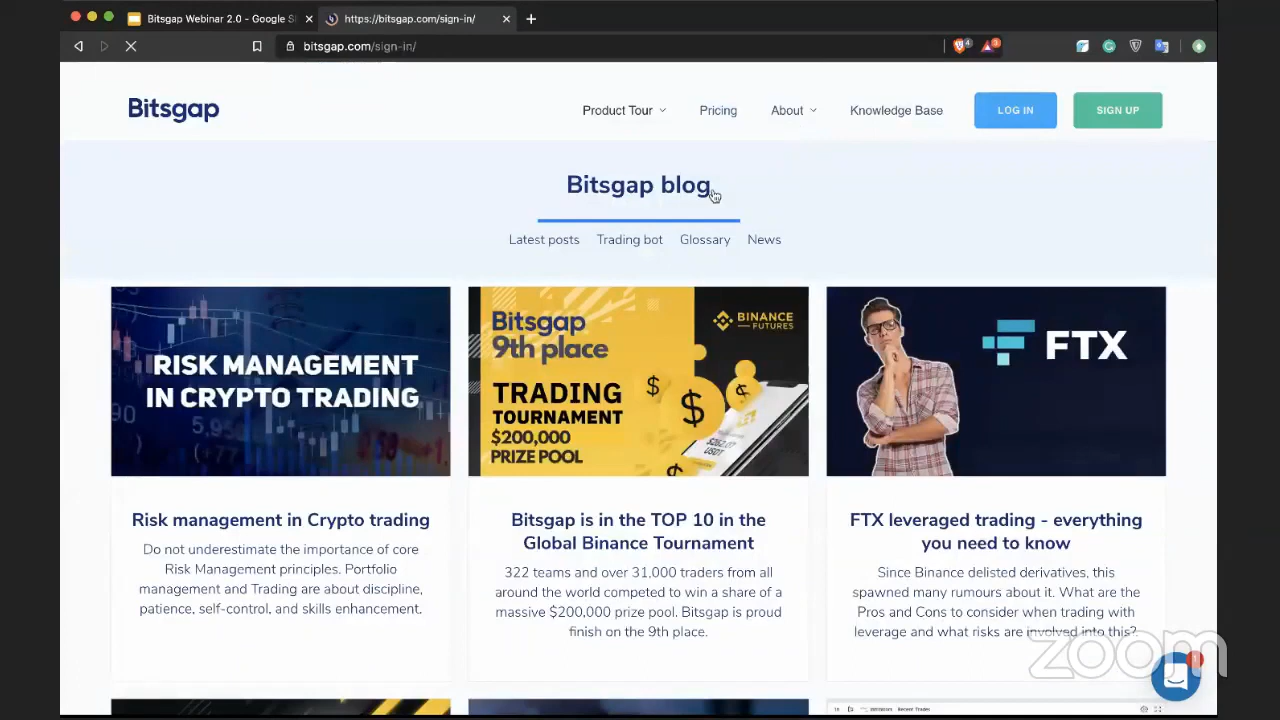 Bitsgap Webinar 2.0 - Google Sl
https://bitsgap.com/sign-in/
bitsgap.com/sign-in/
4
3
Bitsgap
Product Tour
Pricing
About
Knowledge Base
LOG IN
SIGN UP
Bitsgap blog
Latest posts
Trading bot
Glossary
News
RISK MANAGEMENT
IN CRYPTO TRADING
Bitsgap
9th place
TRADING
TOURNAMENT
$200,000
PRIZE POOL
BINANCE
FUTURES
FTX
Risk management in Crypto trading
Do not underestimate the importance of core
Risk Management principles. Portfolio
management and Trading are about discipline,
patience, self-control, and skills enhancement.
Bitsgap is in the TOP 10 in the
Global Binance Tournament
322 teams and over 31,000 traders from all
around the world competed to win a share of a
massive $200,000 prize pool. Bitsgap is proud
finish on the 9th place.
FTX leveraged trading - everything
you need to know
Since Binance delisted derivatives, this
spawned many rumours about it. What are the
Pros and Cons to consider when trading with
leverage and what risks are involved into this?
zoom
1
Recent Trades